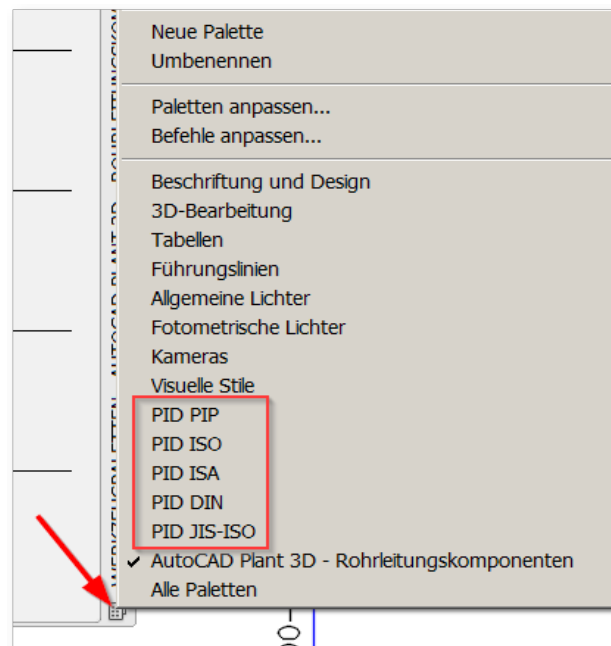 Neue Palette
Umbenennen
Paletten anpassen...
Befehle anpassen...
Beschriftung und Design
3D-Bearbeitung
Tabellen
Führungslinien
Allgemeine Lichter
Fotometrische Lichter
Kameras
Visuelle Stile
PID PIP
PID ISO
PID ISA
PID DIN
PID JIS-ISO
AutoCAD Plant 3D - Rohrleitungskomponenten
Alle Paletten